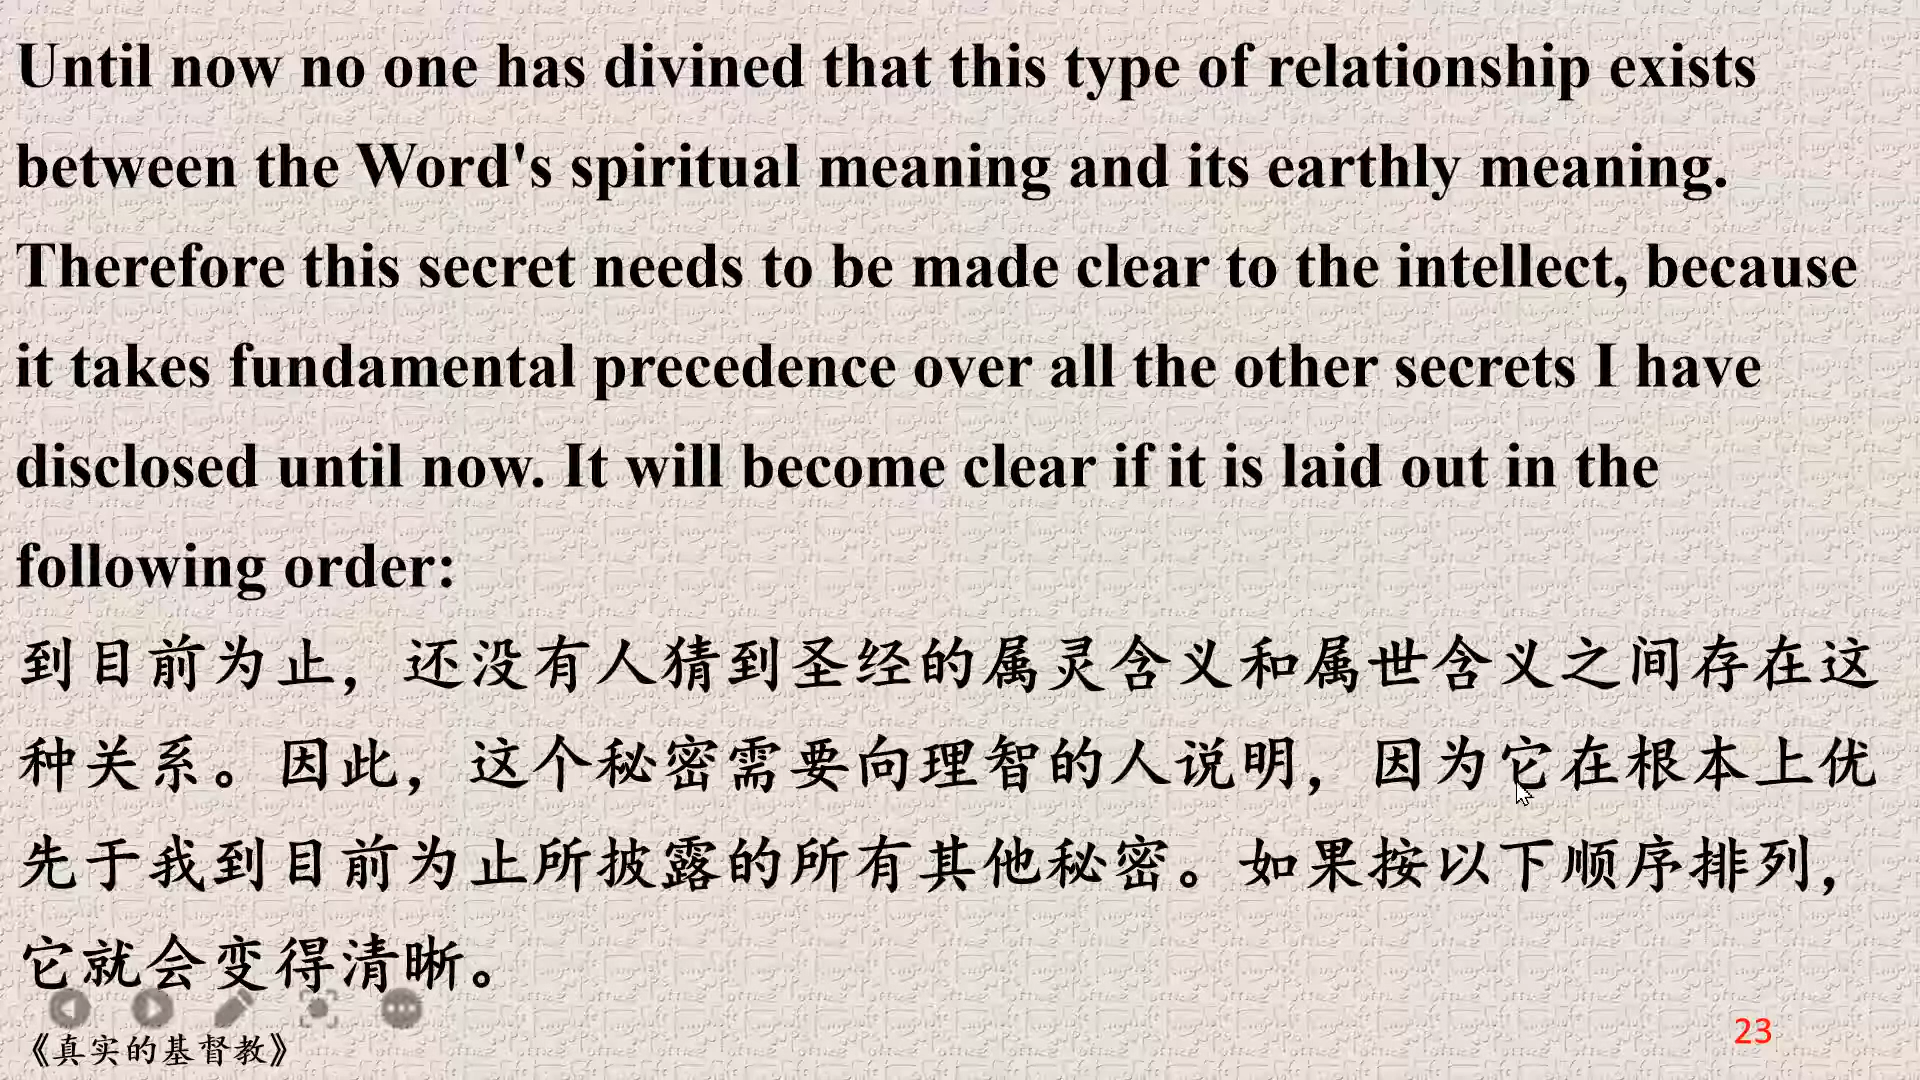 Until now no one has divined that this type of relationship exists
between the Word's spiritual meaning and its earthly meaning.
Therefore this secret needs to be made clear to the intellect, because
it takes fundamental precedence over all the other secrets I have
disclosed until now. It will become clear if it is laid out in the
following order:
到目前为止，还没有人猜到圣经的属灵含义和属世含义之间存在这
种关系。因此，这个秘密需要向理智的人说明，因为它在根本上优
先于我到目前为止所披露的所有其他秘密。如果按以下顺序排列，
它就会变得清晰。
《真实的基督教》
23